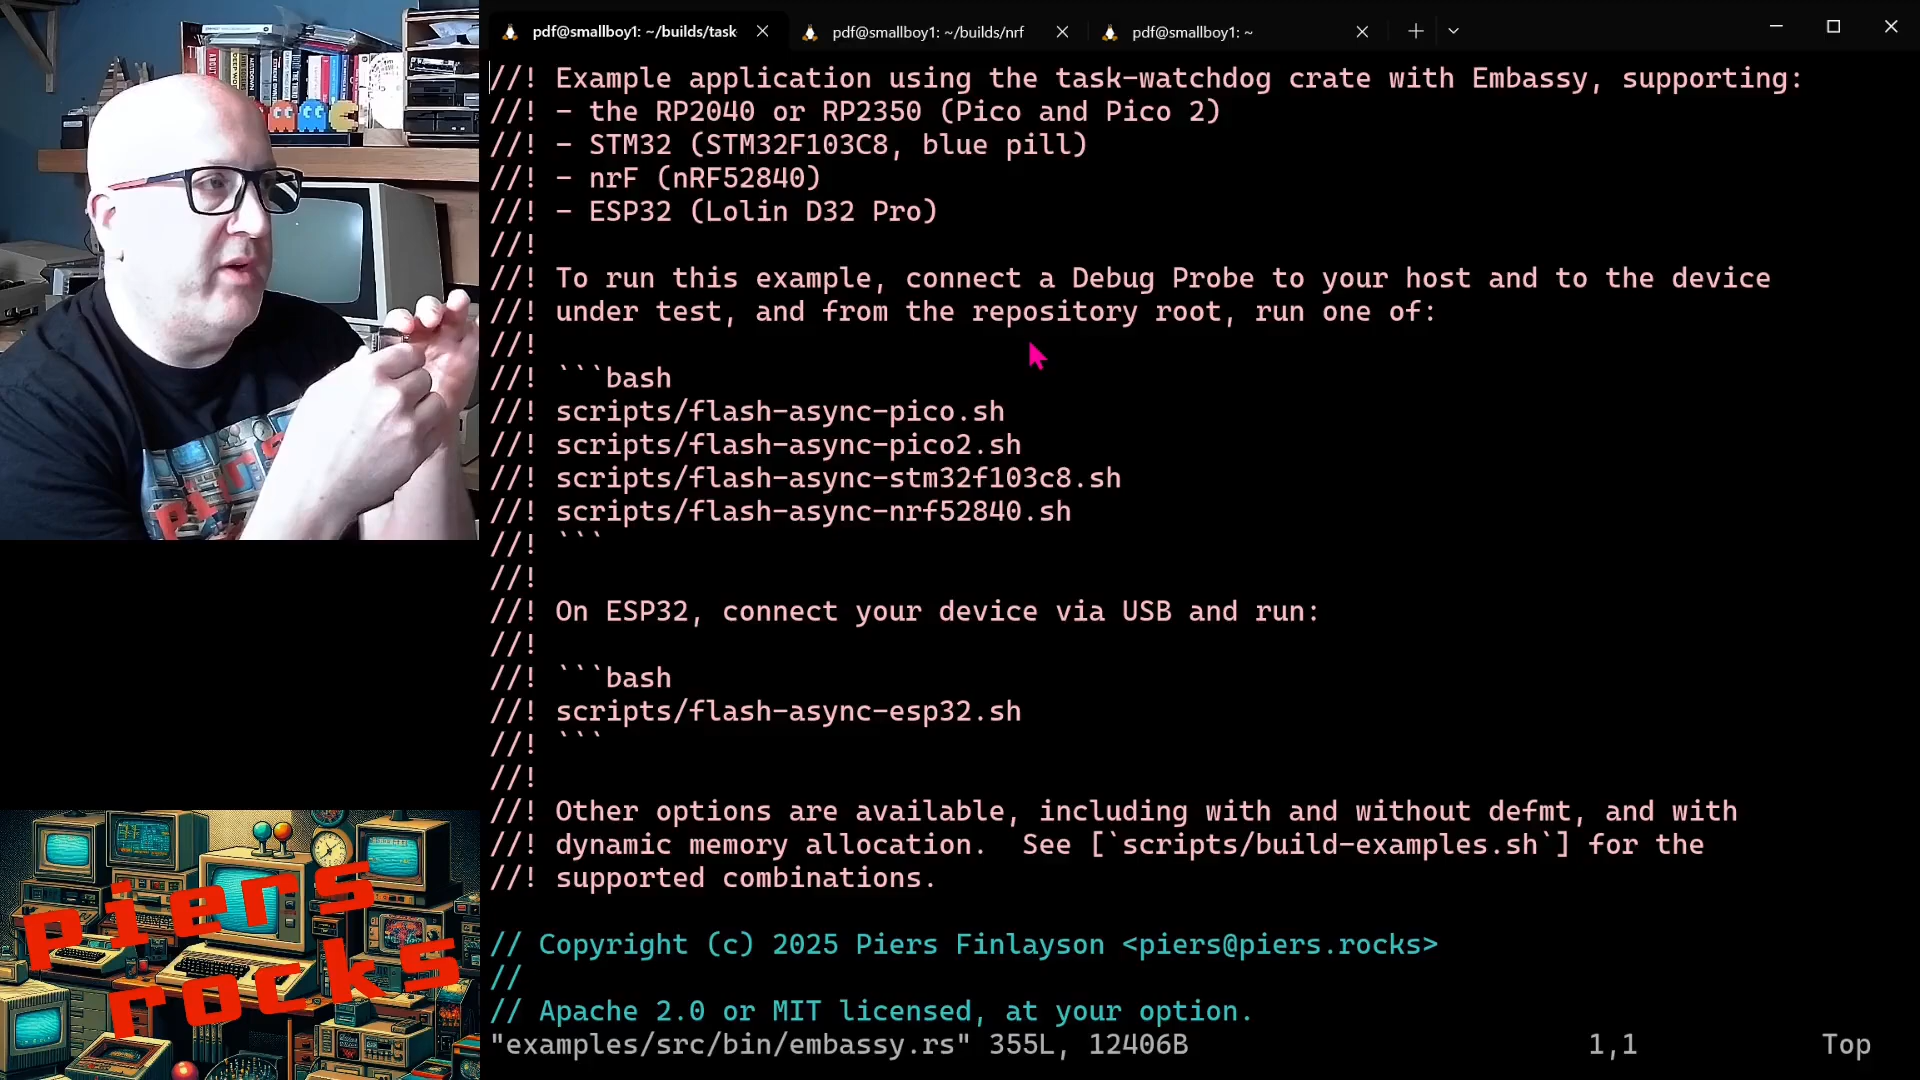 pdf@smallboy1: ~/builds/task
pdf@smallboy1: ~/builds/nrf
pdf@smallboy1: ~
//! Example application using the task-watchdog crate with Embassy, supporting:
//! - the RP2040 or RP2350 (Pico and Pico 2)
//! - STM32 (STM32F103C8, blue pill)
//! - nrF (nRF52840)
//! - ESP32 (Lolin D32 Pro)
//!
//! To run this example, connect a Debug Probe to your host and to the device
//! under test, and from the repository root, run one of:
//!
//! ```bash
//! scripts/flash-async-pico.sh
//! scripts/flash-async-pico2.sh
//! scripts/flash-async-stm32f103c8.sh
//! scripts/flash-async-nrf52840.sh
//! ```
//!
//! On ESP32, connect your device via USB and run:
//!
//! ```bash
//! scripts/flash-async-esp32.sh
//! ```
//!
//! Other options are available, including with and without defmt, and with
//! dynamic memory allocation.  See [`scripts/build-examples.sh`] for the
//! supported combinations.
// Copyright (c) 2025 Piers Finlayson <piers@piers.rocks>
//
// Apache 2.0 or MIT licensed, at your option.
"examples/src/bin/embassy.rs" 355L, 12406B 1,1 Top
piers
rocks